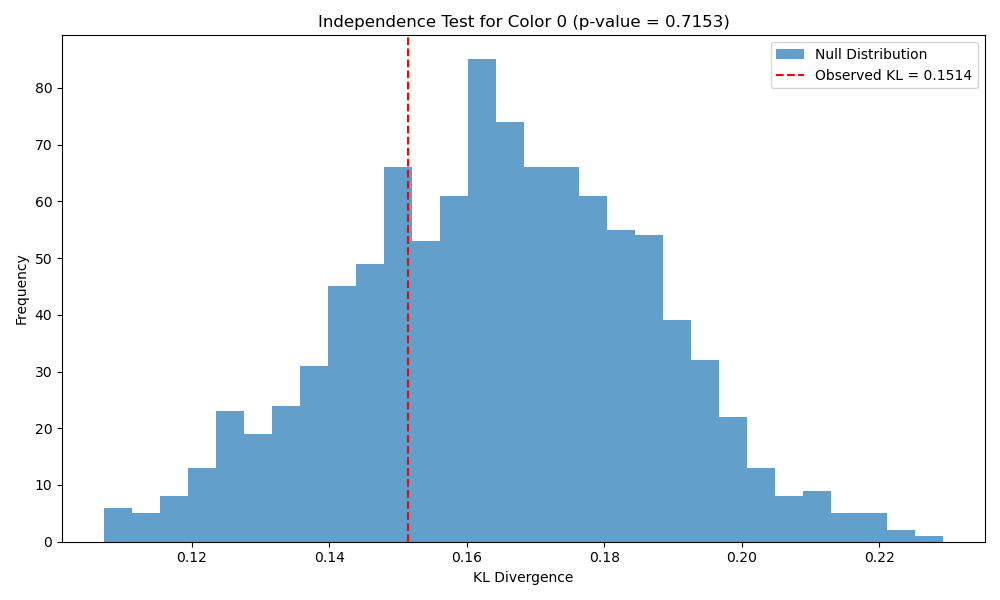 Independence Test for Color 0 (p-value = 0.7153)
Null Distribution
Observed KL = 0.1514
Frequency
80
70
60
50
40
30
20
10
0
0.12 0.14 0.16 0.18 0.20 0.22
KL Divergence